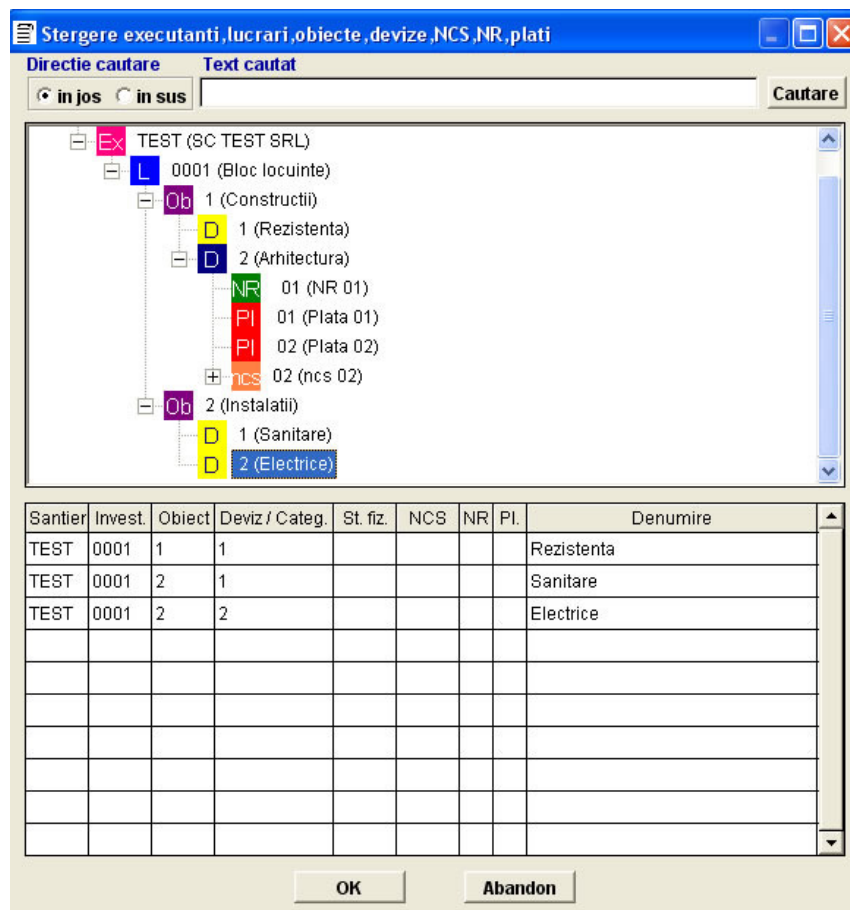 Stergere executanti,lucrari,obiecte,devize,NCS,NR,plati
Directie cautare Text cautat
in jos in sus Cautare
Ex TEST (SC TEST SRL)
L 0001 (Bloc locuinte)
Ob 1 (Constructii)
D 1 (Rezistenta)
D 2 (Arhitectura)
NR 01 (NR 01)
Pl 01 (Plata 01)
Pl 02 (Plata 02)
ncs 02 (ncs 02)
Ob 2 (Instalatii)
D 1 (Sanitare)
D 2 (Electrice)
Santier Invest. Obiect Deviz / Categ. St. fiz. NCS NR Pl. Denumire
TEST 0001 1 1 Rezistenta
TEST 0001 2 1 Sanitare
TEST 0001 2 2 Electrice
OK Abandon